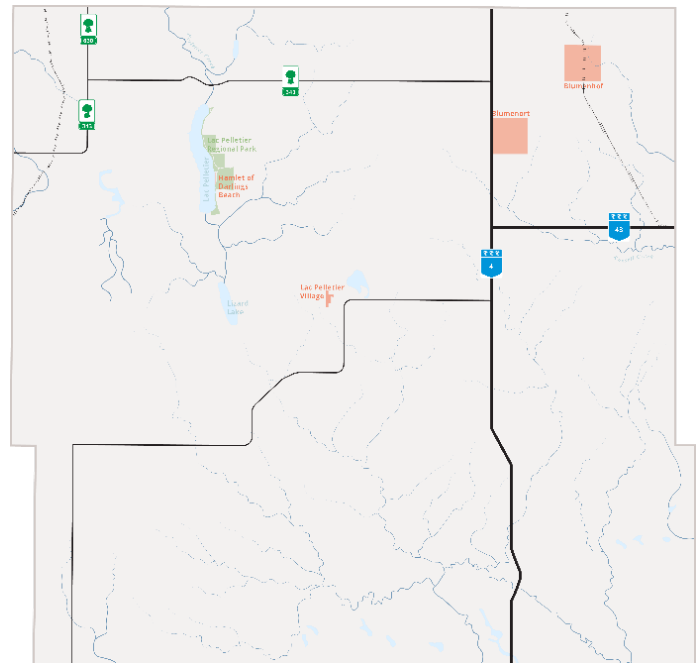 630
343
345
Blumenhof
Blumenort
Lac Pelletier
Regional Park
Lac Pelletier
Hamlet of
Darlings
Beach
43
4
Lac Pelletier
Village
Lizard
Lake